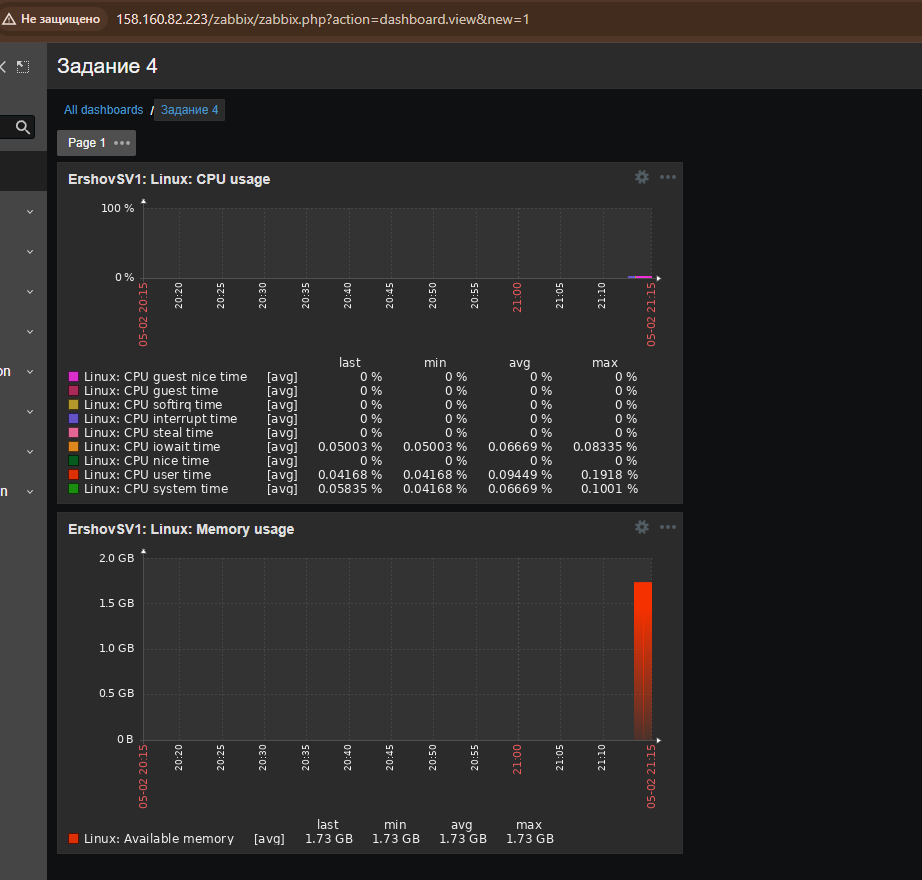 Не защищено 158.160.82.223/zabbix/zabbix.php?action=dashboard.view&new=1
Задание 4
All dashboards / Задание 4
Page 1
ErshovSV1: Linux: CPU usage
100 %
0 %
05-02 20:15 20:20 20:25 20:30 20:35 20:40 20:45 20:50 20:55 21:00 21:05 21:10 05-02 21:15
last min avg max
Linux: CPU guest nice time [avg] 0 % 0 % 0 % 0 %
on
Linux: CPU guest time [avg] 0 % 0 % 0 % 0 %
Linux: CPU softirq time [avg] 0 % 0 % 0 % 0 %
Linux: CPU interrupt time [avg] 0 % 0 % 0 % 0 %
Linux: CPU steal time [avg] 0 % 0 % 0 % 0 %
Linux: CPU iowait time [avg] 0.05003 % 0.05003 % 0.06669 % 0.08335 %
Linux: CPU nice time [avg] 0 % 0 % 0 % 0 %
Linux: CPU user time [avg] 0.04168 % 0.04168 % 0.09449 % 0.1918 %
Linux: CPU system time [avg] 0.05835 % 0.04168 % 0.06669 % 0.1001 %
n
ErshovSV1: Linux: Memory usage
2.0 GB
1.5 GB
1.0 GB
0.5 GB
0 B
05-02 20:15 20:20 20:25 20:30 20:35 20:40 20:45 20:50 20:55 21:00 21:05 21:10 05-02 21:15
last min avg max
Linux: Available memory [avg] 1.73 GB 1.73 GB 1.73 GB 1.73 GB